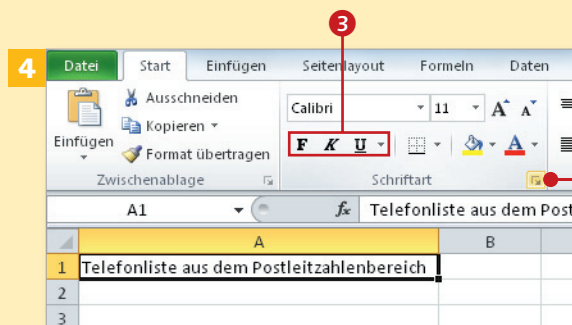 3
4
Datei Start Einfügen Seitenlayout Formeln Daten
Ausschneiden
Kopieren
Einfügen
Format übertragen
Zwischenablage
Calibri 11 A A
F K U A
Schriftart
A1 fx Telefonliste aus dem Post
A B
1 Telefonliste aus dem Postleitzahlenbereich
2
3